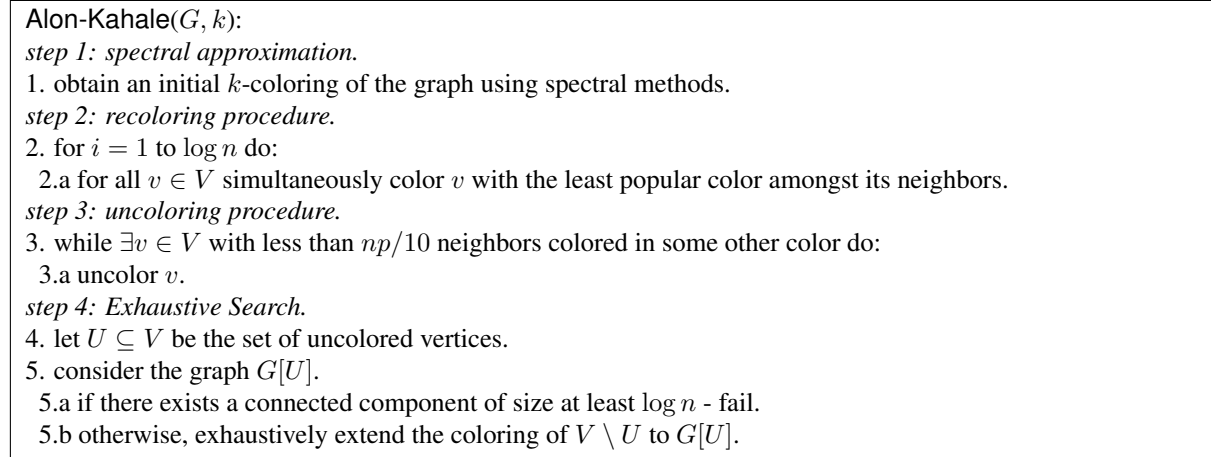 Alon-Kahale(G, k):
step 1: spectral approximation.
1. obtain an initial k-coloring of the graph using spectral methods.
step 2: recoloring procedure.
2. for i = 1 to log n do:
2.a for all v ∈ V simultaneously color v with the least popular color amongst its neighbors.
step 3: uncoloring procedure.
3. while ∃v ∈ V with less than np/10 neighbors colored in some other color do:
3.a uncolor v.
step 4: Exhaustive Search.
4. let U ⊆ V be the set of uncolored vertices.
5. consider the graph G[U].
5.a if there exists a connected component of size at least log n - fail.
5.b otherwise, exhaustively extend the coloring of V \ U to G[U].